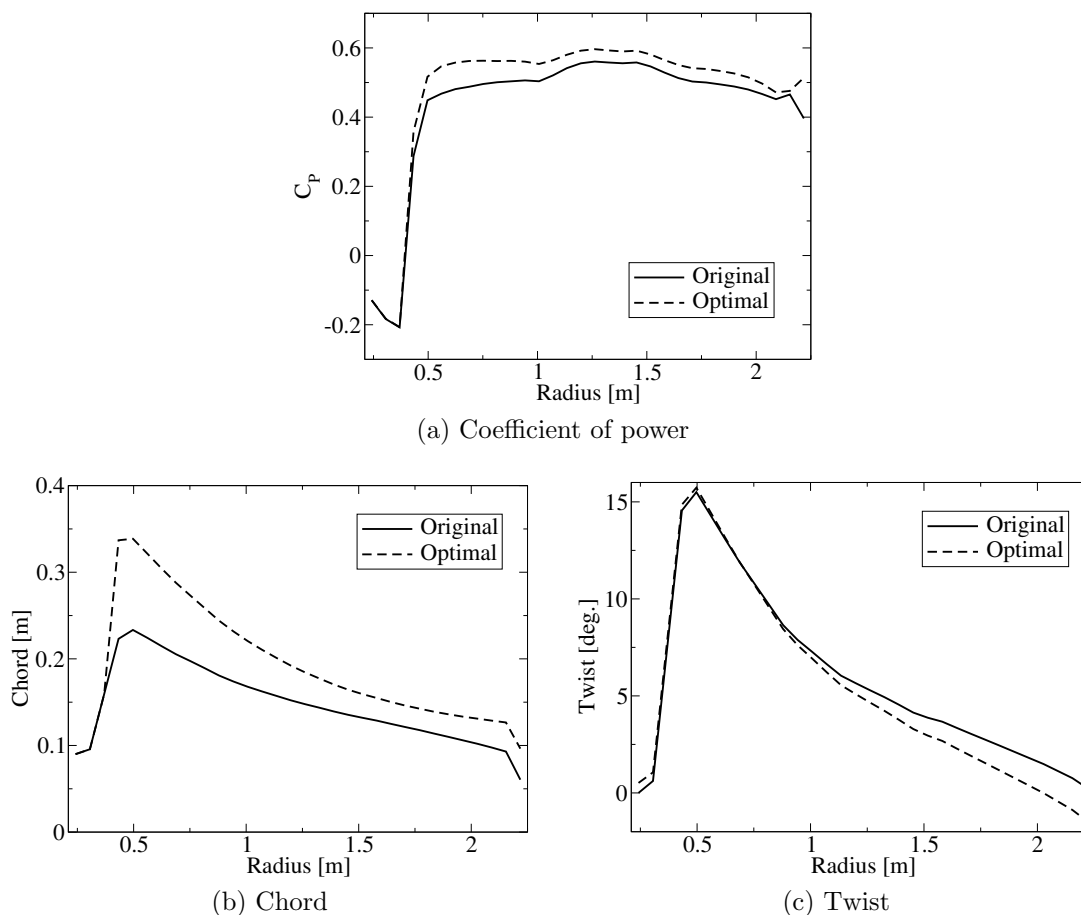 0.6
0.4
0.2
0
-0.2
C_P
Original
Optimal
0.5
1
1.5
2
Radius [m]
(a) Coefficient of power
0.4
0.3
0.2
0.1
0
Chord [m]
Original
Optimal
0.5
1
1.5
2
Radius [m]
(b) Chord
15
10
5
0
Twist [deg.]
Original
Optimal
0.5
1
1.5
2
Radius [m]
(c) Twist